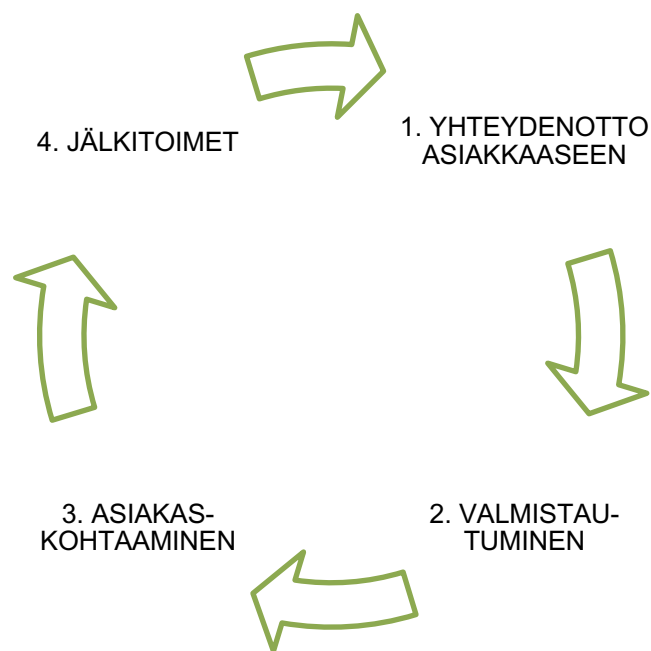 4. JÄLKITOIMET
1. YHTEYDENOTTO
ASIAKKAASEEN
3. ASIAKAS-
KOHTAAMINEN
2. VALMISTAU-
TUMINEN